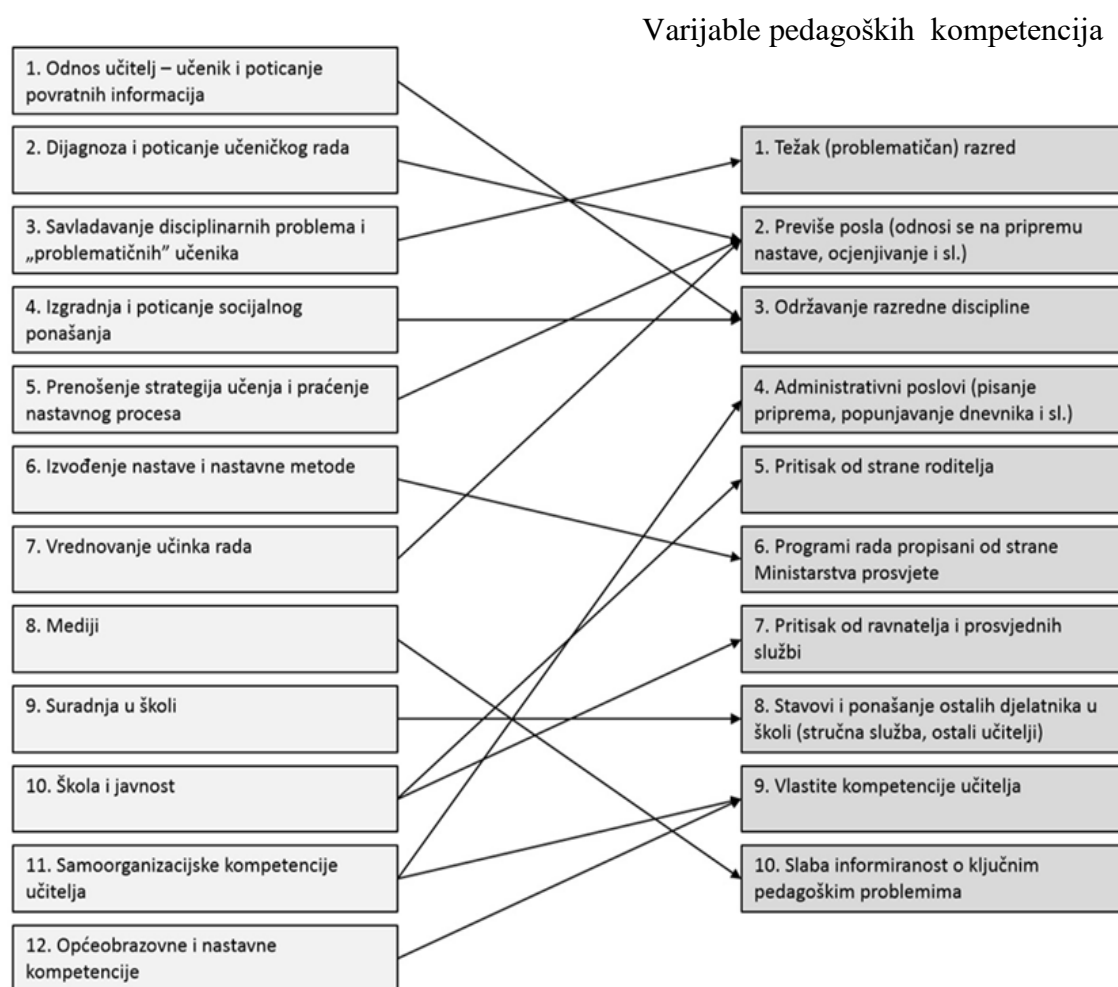 Varijable pedagoških kompetencija
1. Odnos učitelj – učenik i poticanje
povratnih informacija
2. Dijagnoza i poticanje učeničkog rada
3. Savladavanje disciplinarnih problema i
„problematičnih” učenika
4. Izgradnja i poticanje socijalnog
ponašanja
5. Prenošenje strategija učenja i praćenje
nastavnog procesa
6. Izvođenje nastave i nastavne metode
7. Vrednovanje učinka rada
8. Mediji
9. Suradnja u školi
10. Škola i javnost
11. Samoorganizacijske kompetencije
učitelja
12. Općeobrazovne i nastavne
kompetencije
1. Težak (problematičan) razred
2. Previše posla (odnosi se na pripremu
nastave, ocjenjivanje i sl.)
3. Održavanje razredne discipline
4. Administrativni poslovi (pisanje
priprema, popunjavanje dnevnika i sl.)
5. Pritisak od strane roditelja
6. Programi rada propisani od strane
Ministarstva prosvjete
7. Pritisak od ravnatelja i prosvjednih
službi
8. Stavovi i ponašanje ostalih djelatnika u
školi (stručna služba, ostali učitelji)
9. Vlastite kompetencije učitelja
10. Slaba informiranost o ključnim
pedagoškim problemima